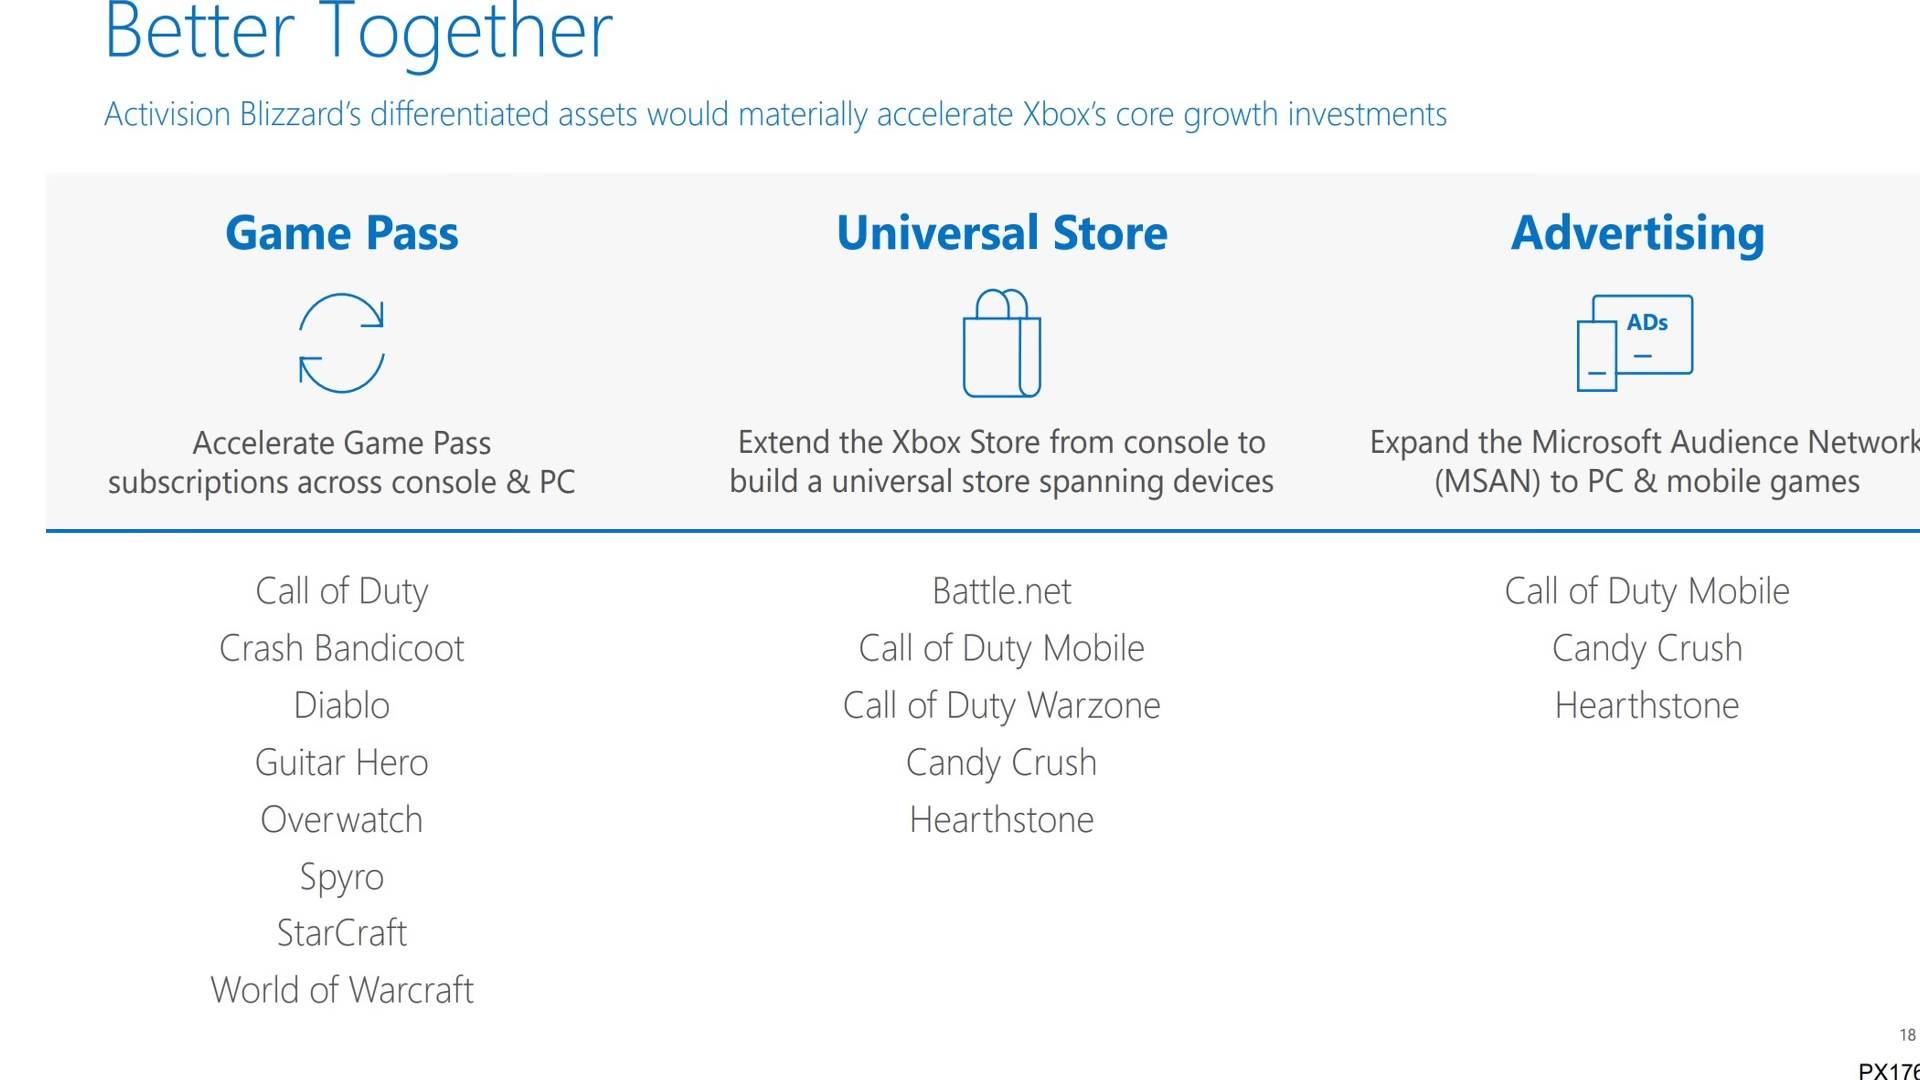 Better Together
Activision Blizzard's differentiated assets would materially accelerate Xbox's core growth investments
Game Pass
Accelerate Game Pass
subscriptions across console & PC
Call of Duty
Crash Bandicoot
Diablo
Guitar Hero
Overwatch
Spyro
StarCraft
World of Warcraft
Universal Store
Extend the Xbox Store from console to
build a universal store spanning devices
Battle.net
Call of Duty Mobile
Call of Duty Warzone
Candy Crush
Hearthstone
Advertising
ADs
Expand the Microsoft Audience Network
(MSAN) to PC & mobile games
Call of Duty Mobile
Candy Crush
Hearthstone
18
PX176